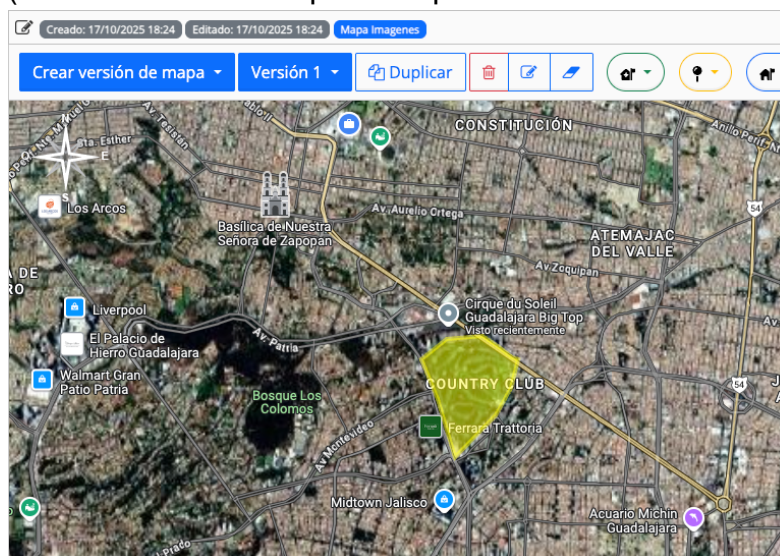 Creado: 17/10/2025 18:24
Editado: 17/10/2025 18:24
Mapa Imagenes
Crear versión de mapa
Versión 1
Duplicar
CONSTITUCIÓN
Sta. Esther
E
S
Los Arcos
Av. Aurelio Ortega
Basílica de Nuestra
Señora de Zapopan
54
ATEMAJAC
DEL VALLE
Av Zoquipan
Liverpool
Cirque du Soleil
Guadalajara Big Top
Visto recientemente
Av. Patria
El Palacio de
Hierro Guadalajara
Walmart Gran
Patio Patria
COUNTRY CLUB
54
Bosque Los
Colomos
Ferrara Trattoria
Av Montevideo
Midtown Jalisco
Acuario Michin
Guadalajara